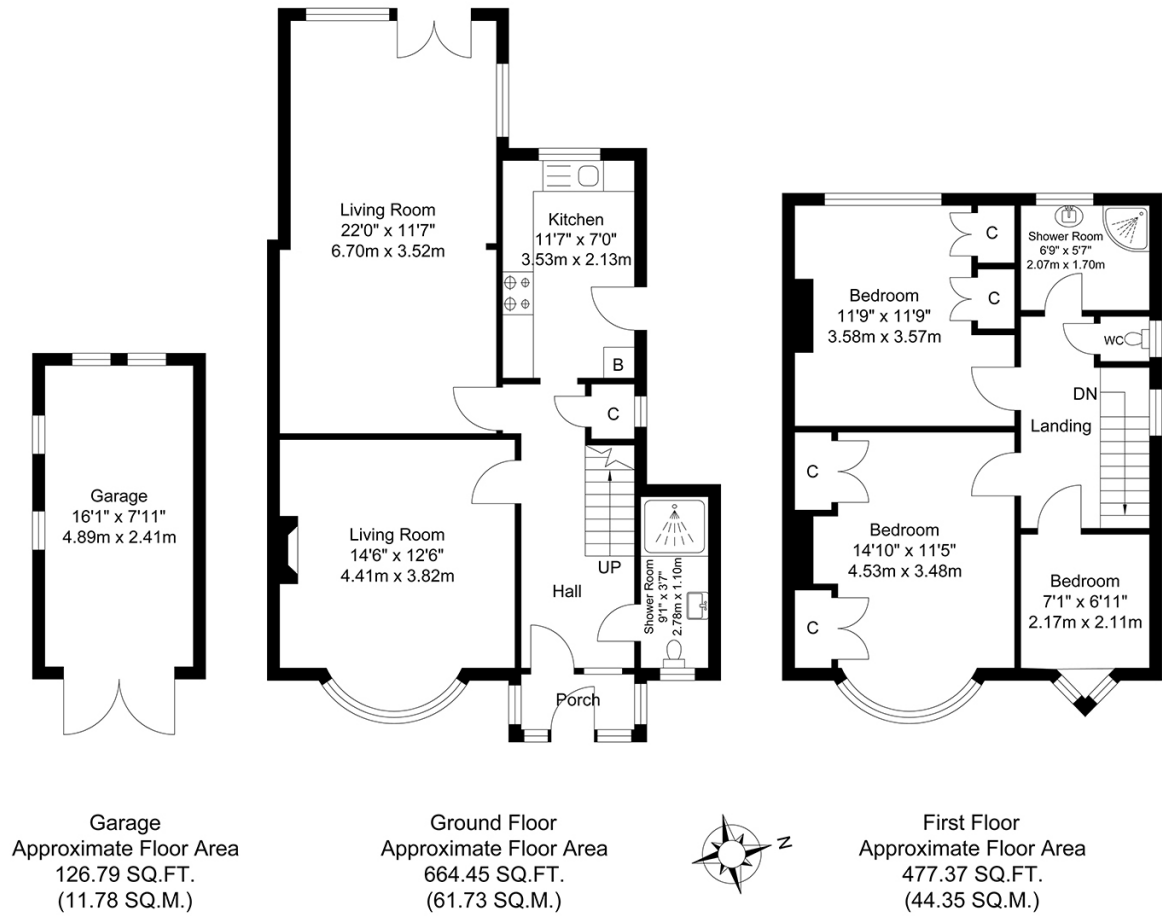 Living Room
22'0" x 11'7"
6.70m x 3.52m
Kitchen
11'7" x 7'0"
3.53m x 2.13m
B
C
Living Room
14'6" x 12'6"
4.41m x 3.82m
UP
Hall
Shower Room
9'1" x 3'7"
2.78m x 1.10m
Porch
Garage
16'1" x 7'11"
4.89m x 2.41m
Bedroom
11'9" x 11'9"
3.58m x 3.57m
C
C
Shower Room
6'9" x 5'7"
2.07m x 1.70m
WC
DN
Landing
C
Bedroom
14'10" x 11'5"
4.53m x 3.48m
C
Bedroom
7'1" x 6'11"
2.17m x 2.11m
Garage
Approximate Floor Area
126.79 SQ.FT.
(11.78 SQ.M.)
Ground Floor
Approximate Floor Area
664.45 SQ.FT.
(61.73 SQ.M.)
N
First Floor
Approximate Floor Area
477.37 SQ.FT.
(44.35 SQ.M.)